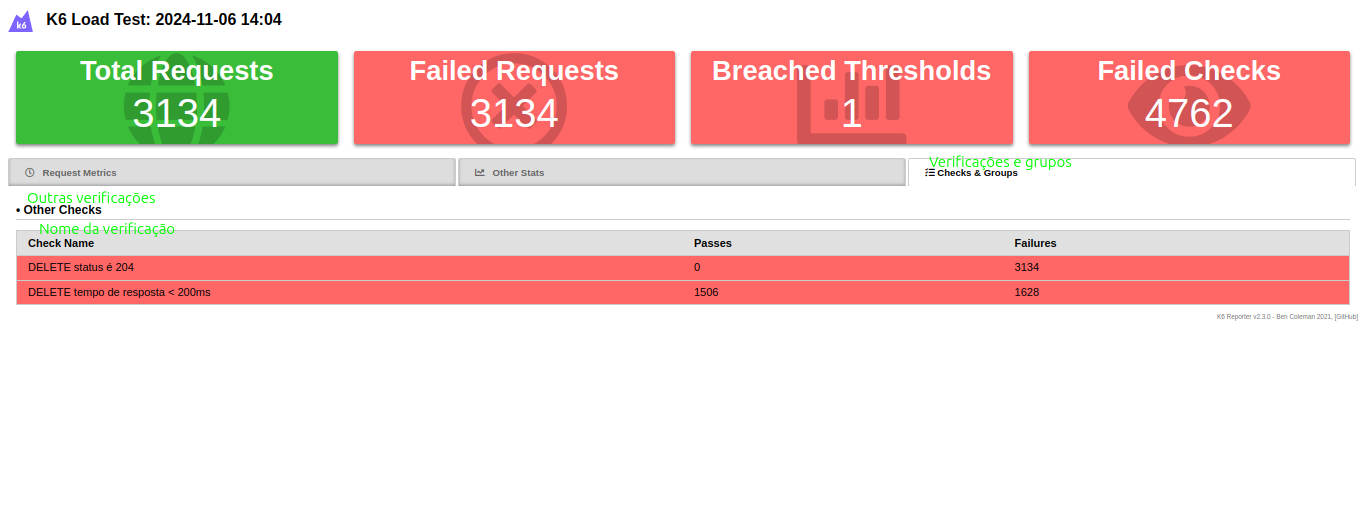 k6 K6 Load Test: 2024-11-06 14:04
Total Requests
3134
Failed Requests
3134
Breached Thresholds
1
Failed Checks
4762
Request Metrics
Other Stats
Verificações e grupos
Checks & Groups
Outras verificações
• Other Checks
Nome da verificação
Check Name Passes Failures
DELETE status é 204 0 3134
DELETE tempo de resposta < 200ms 1506 1628
K6 Reporter v2.3.0 - Ben Coleman 2021, [GitHub]